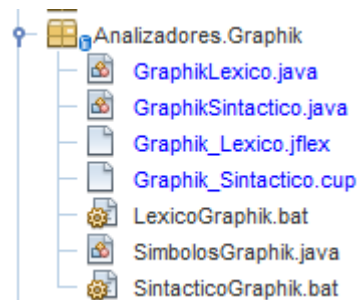 Analizadores.Graphik
GraphikLexico.java
GraphikSintactico.java
Graphik_Lexico.jflex
Graphik_Sintactico.cup
LexicoGraphik.bat
SimbolosGraphik.java
SintacticoGraphik.bat